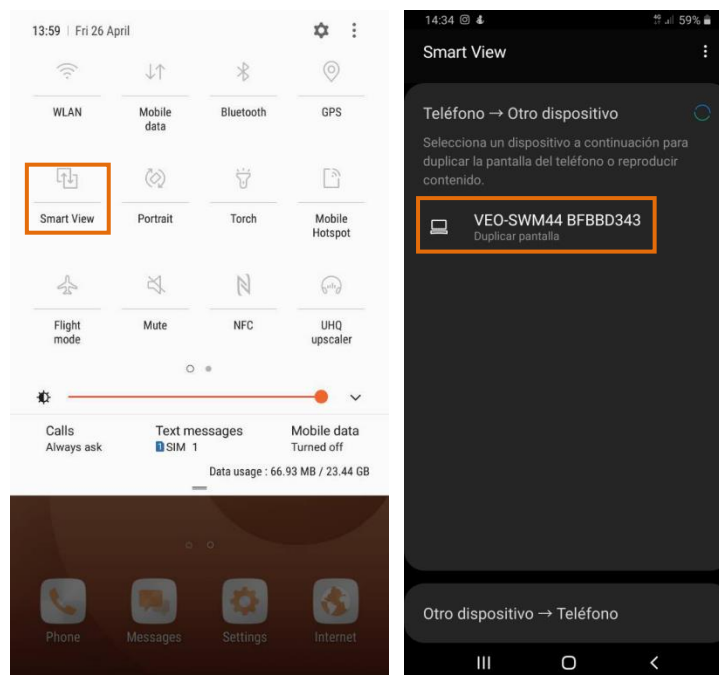 13:59 | Fri 26 April
WLAN
Mobile
data
Bluetooth
GPS
Smart View
Portrait
Torch
Mobile
Hotspot
Flight
mode
Mute
NFC
UHQ
upscaler
Calls
Always ask
Text messages
1 SIM 1
Mobile data
Turned off
Data usage : 66.93 MB / 23.44 GB
Phone
Messages
Settings
Internet
14:34
59%
Smart View
Teléfono → Otro dispositivo
Selecciona un dispositivo a continuación para
duplicar la pantalla del teléfono o reproducir
contenido.
VEO-SWM44 BFBBD343
Duplicar pantalla
Otro dispositivo → Teléfono